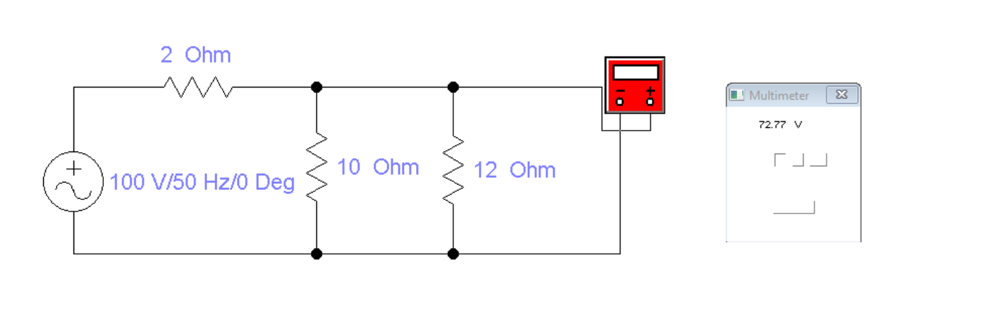 2 Ohm
100 V/50 Hz/0 Deg
10 Ohm
12 Ohm
- +
Multimeter
72.77 V